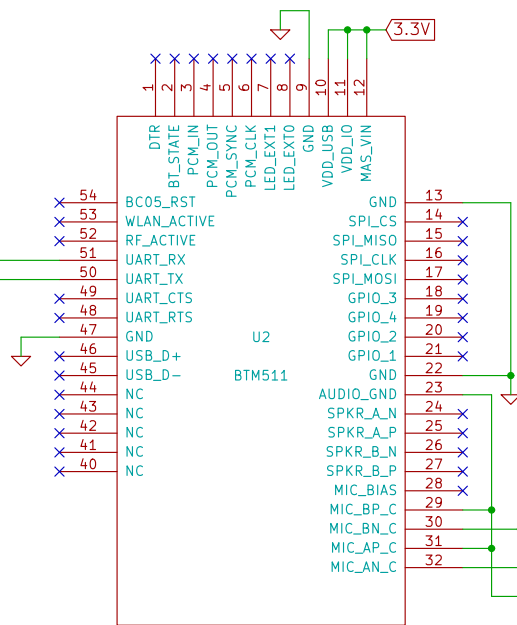 3.3V
1 2 3 4 5 6 7 8 9 10 11 12
DTR BT_STATE PCM_IN PCM_OUT PCM_SYNC PCM_CLK LED_EXT1 LED_EXT0 GND VDD_USB VDD_IO MAS_VIN
54 BC05_RST GND 13
53 WLAN_ACTIVE SPI_CS 14
52 RF_ACTIVE SPI_MISO 15
51 UART_RX SPI_CLK 16
50 UART_TX SPI_MOSI 17
49 UART_CTS GPIO_3 18
48 UART_RTS GPIO_4 19
47 GND U2 GPIO_2 20
46 USB_D+ GPIO_1 21
45 USB_D- BTM511 GND 22
44 NC AUDIO_GND 23
43 NC SPKR_A_N 24
42 NC SPKR_A_P 25
41 NC SPKR_B_N 26
40 NC SPKR_B_P 27
MIC_BIAS 28
MIC_BP_C 29
MIC_BN_C 30
MIC_AP_C 31
MIC_AN_C 32